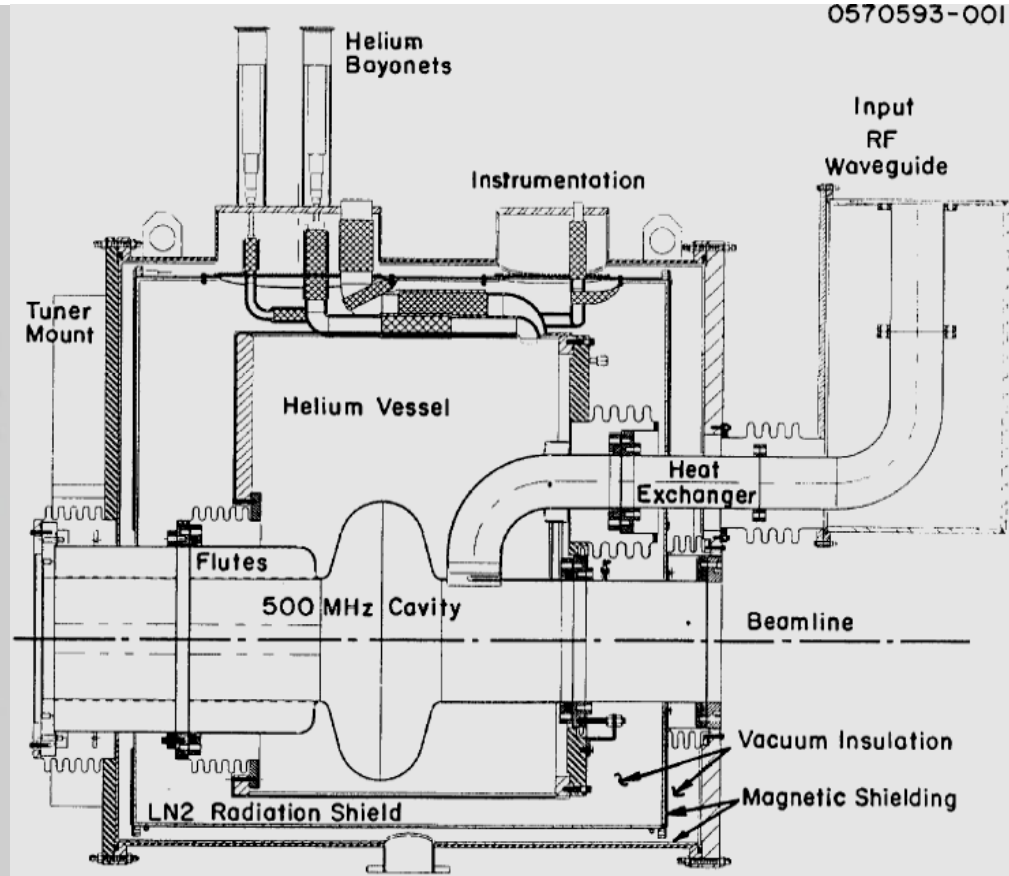 0570593-001
Helium
Bayonets
Input
RF
Waveguide
Instrumentation
Tuner
Mount
Helium Vessel
Heat
Exchanger
Flutes
500 MHz Cavity
Beamline
Vacuum Insulation
LN2 Radiation Shield
Magnetic Shielding